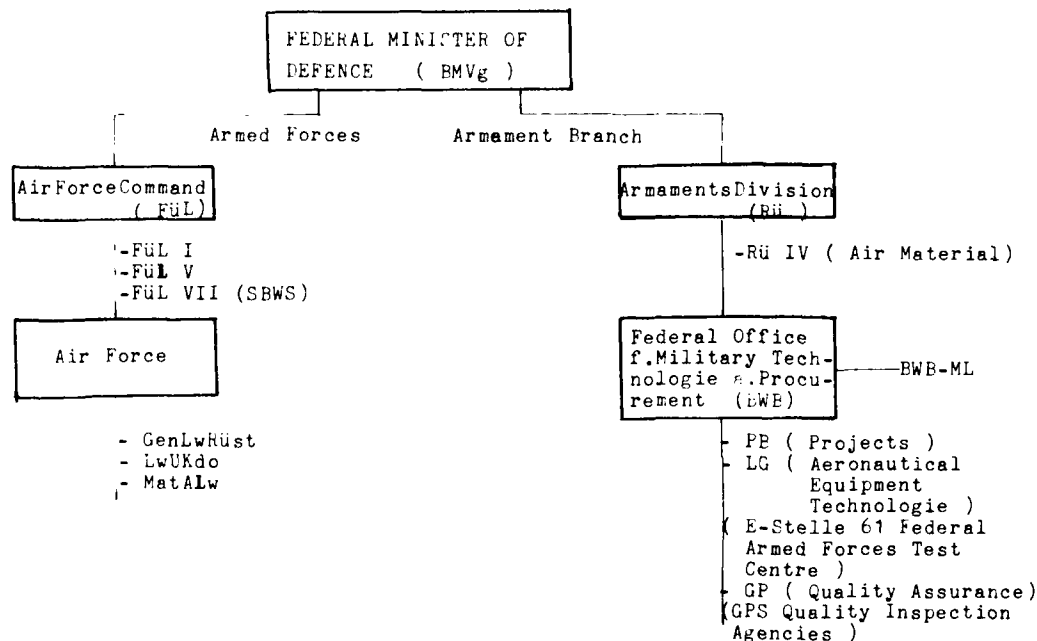 FEDERAL MINISTER OF
DEFENCE ( BMVg )
Armed Forces
Armament Branch
AirForceCommand
( FüL)
-FüL I
-FüL V
-FüL VII (SBWS)
Air Force
- GenLwRüst
- LwUKdo
- MatALw
ArmamentsDivision
(Rü )
-Rü IV ( Air Material)
Federal Office
f.Military Tech-
nologie a.Procu-
rement (BWB)
BWB-ML
- PB ( Projects )
- LG ( Aeronautical
Equipment
Technologie )
( E-Stelle 61 Federal
Armed Forces Test
Centre )
- GP ( Quality Assurance)
(GPS Quality Inspection
Agencies )